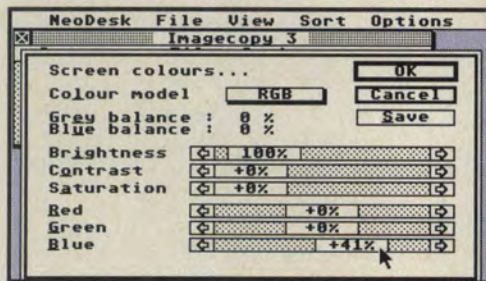 NeoDesk File View Sort Options
Imagecopy 3
Screen colours... OK
Colour model RGB Cancel
Grey balance : 0 % Save
Blue balance : 0 %
Brightness 100%
Contrast +0%
Saturation +0%
Red +0%
Green +0%
Blue +41%